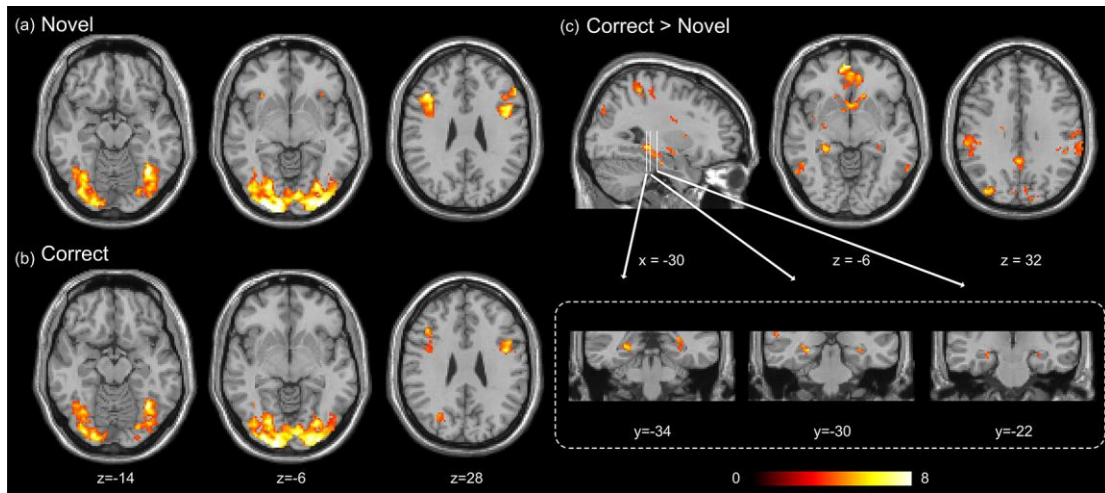 (a) Novel
(b) Correct
z=-14 z=-6 z=28
(c) Correct > Novel
x = -30 z = -6 z = 32
y=-34 y=-30 y=-22
0 8